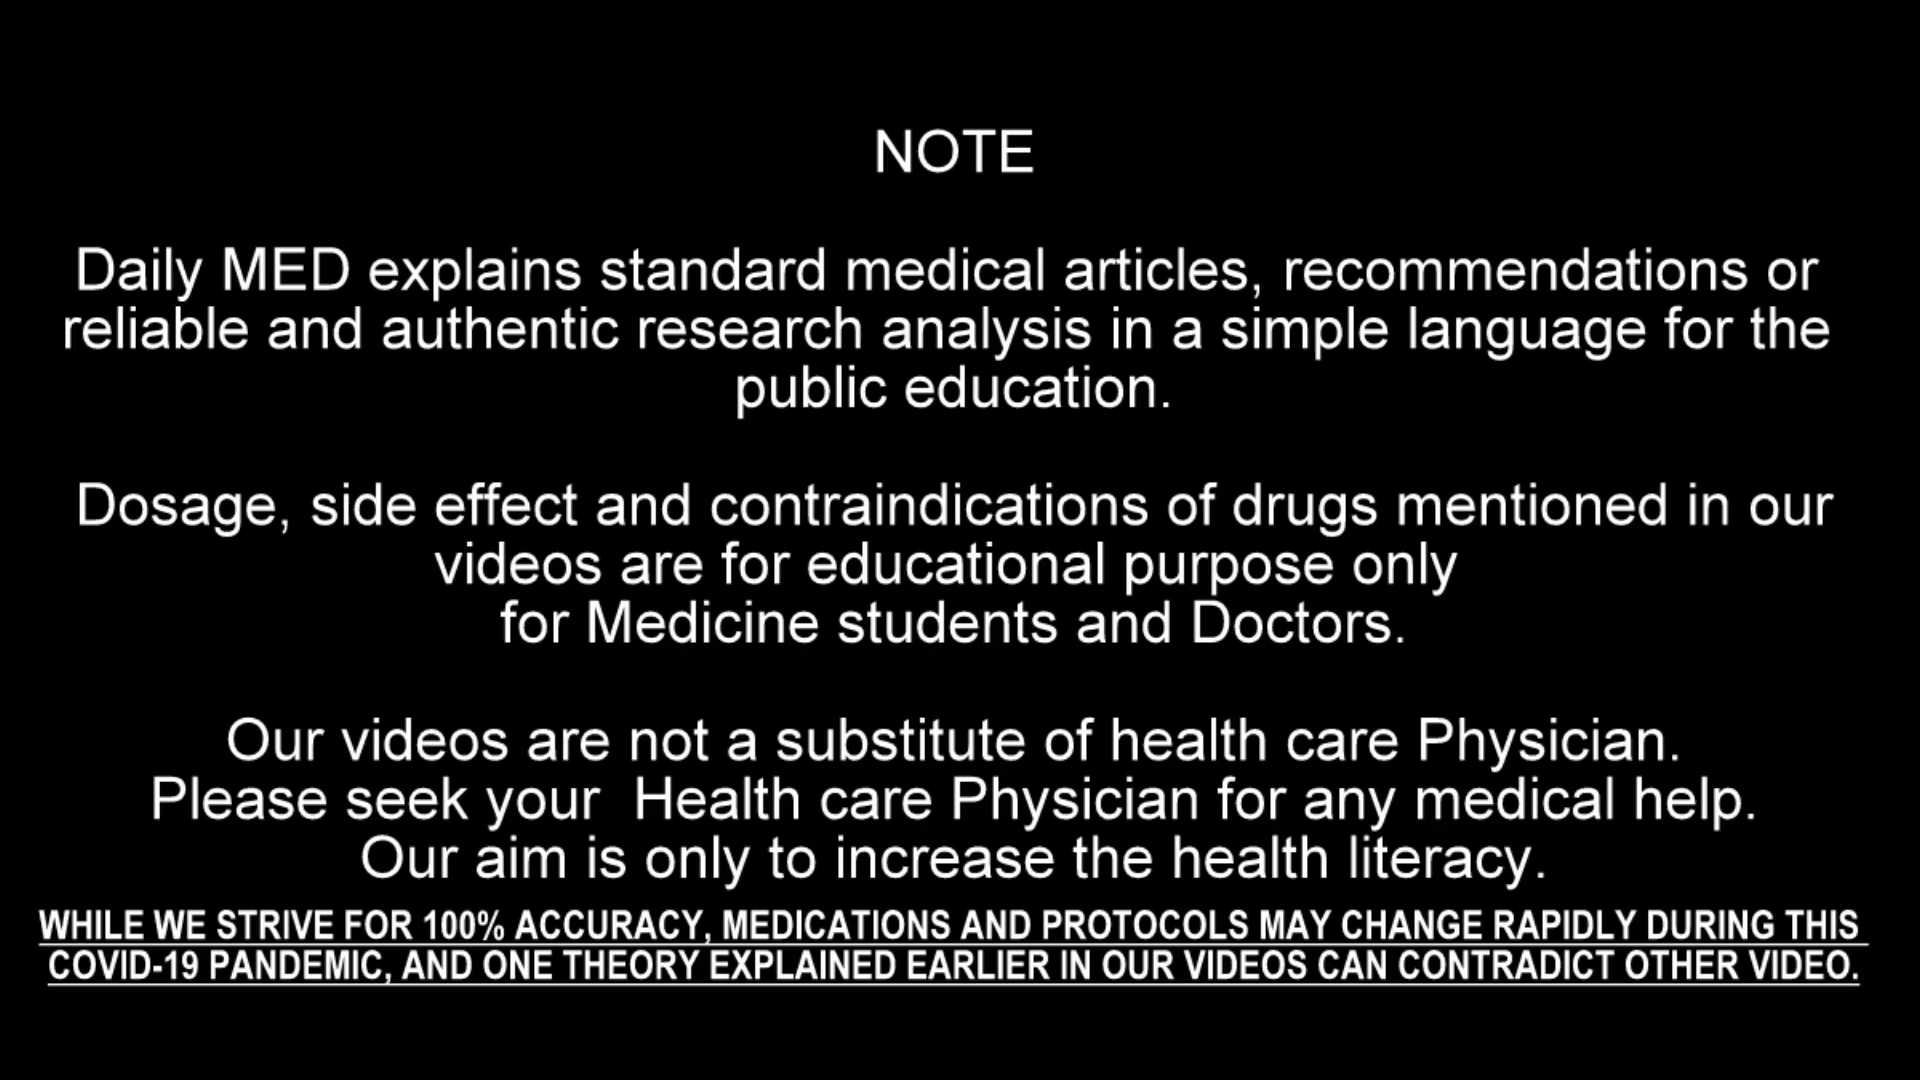 NOTE
Daily MED explains standard medical articles, recommendations or
reliable and authentic research analysis in a simple language for the
public education.
Dosage, side effect and contraindications of drugs mentioned in our
videos are for educational purpose only
for Medicine students and Doctors.
Our videos are not a substitute of health care Physician.
Please seek your  Health care Physician for any medical help.
Our aim is only to increase the health literacy.
WHILE WE STRIVE FOR 100% ACCURACY, MEDICATIONS AND PROTOCOLS MAY CHANGE RAPIDLY DURING THIS
COVID-19 PANDEMIC, AND ONE THEORY EXPLAINED EARLIER IN OUR VIDEOS CAN CONTRADICT OTHER VIDEO.